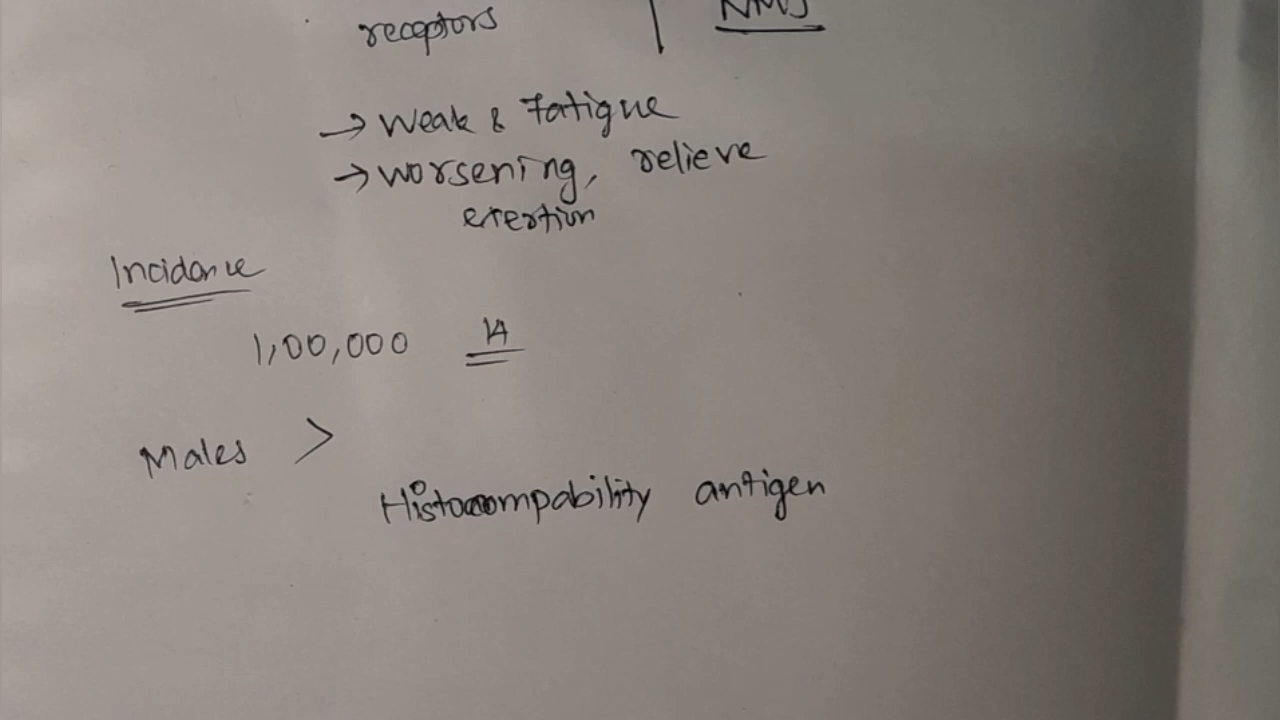 receptors NMJ
→ Weak & Fatigue
→ worsening, relieve
exertion
Incidance
1,00,000 14
Males >
Histocompability antigen